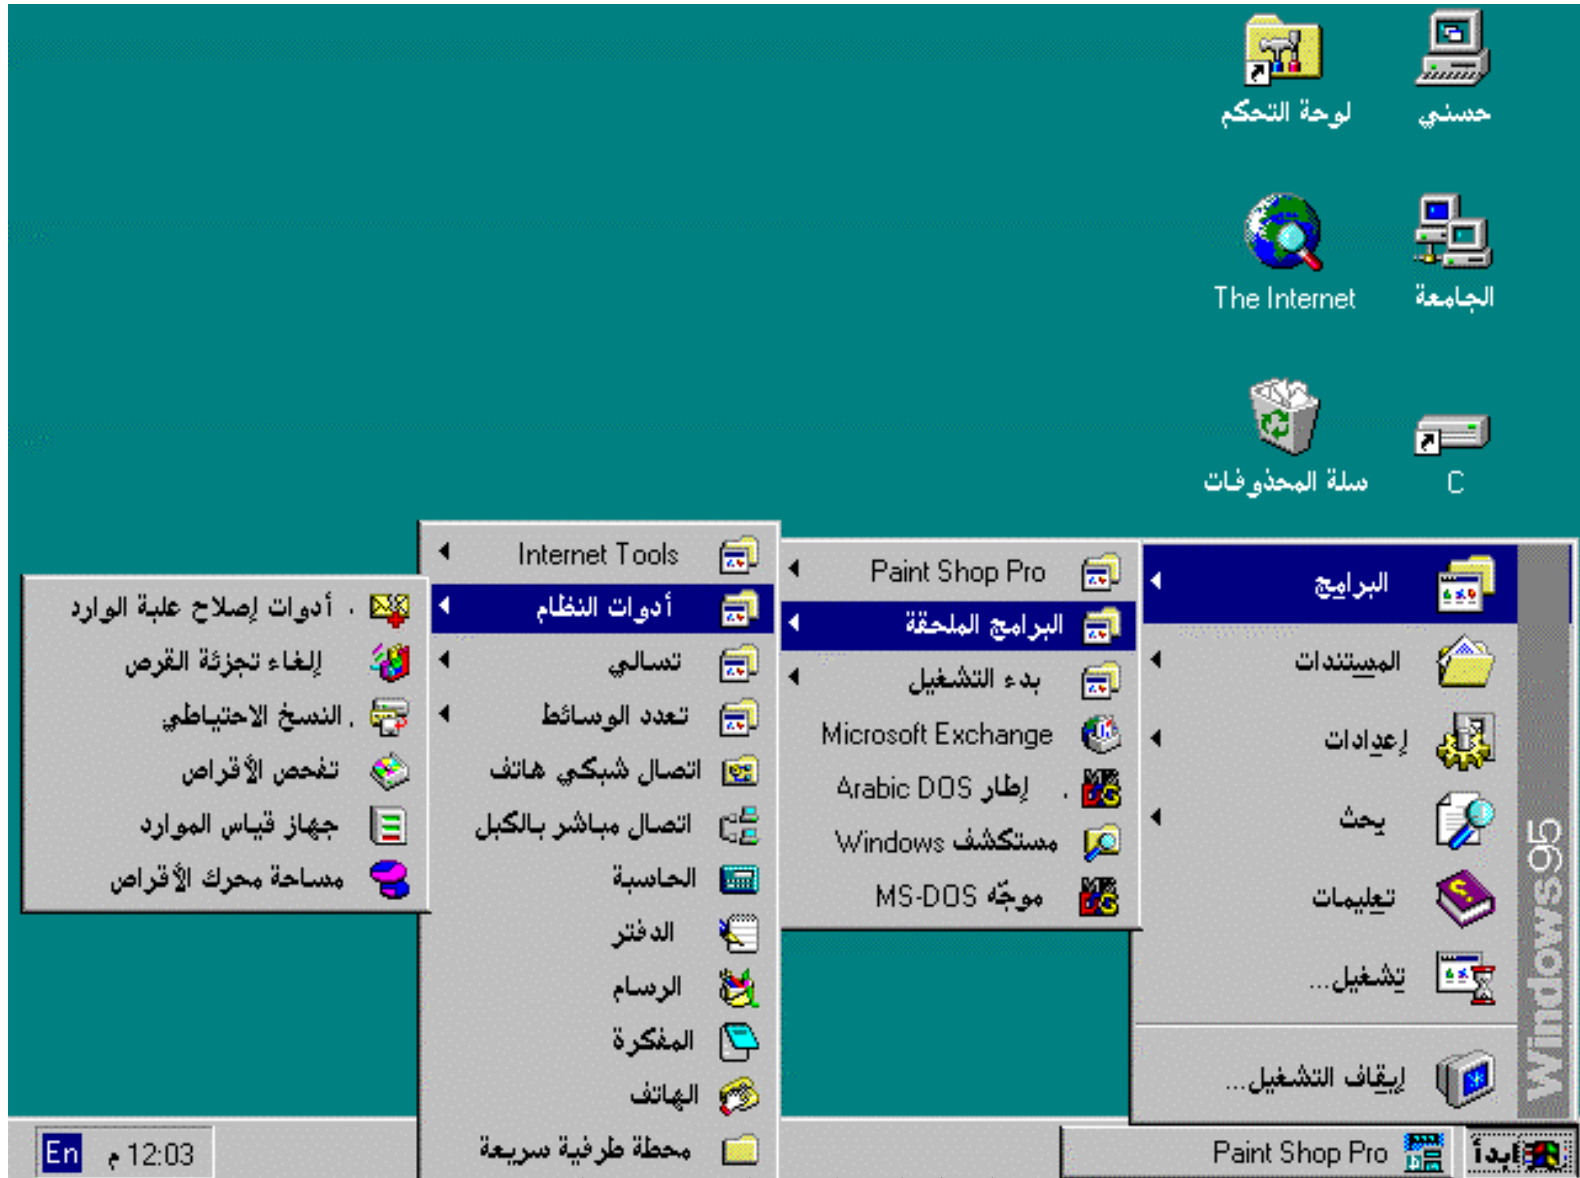 لوحة التحكم
حسني
The Internet
الجامعة
سلة المحذوفات
C
البرامج
المستندات
إعدادات
بحث
تعليمات
تشغيل...
إيقاف التشغيل...
Windows95
Paint Shop Pro
البرامج الملحقة
بدء التشغيل
Microsoft Exchange
إطار Arabic DOS
مستكشف Windows
موجّه MS-DOS
Internet Tools
أدوات النظام
تسالي
تعدد الوسائط
اتصال شبكي هاتف
اتصال مباشر بالكبل
الحاسبة
الدفتر
الرسام
المفكرة
الهاتف
محطة طرفية سريعة
أدوات إصلاح علبة الوارد
إلغاء تجزئة القرص
النسخ الاحتياطي
تفحص الأقراص
جهاز قياس الموارد
مساحة محرك الأقراص
ابدأ
Paint Shop Pro
12:03 م
En